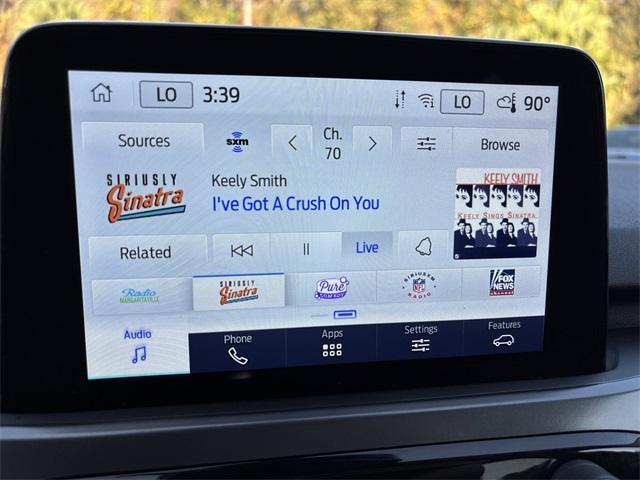 LO 3:39 LO 90°
Sources sxm Ch. 70 Browse
SIRIUSLY
Sinatra
Keely Smith
I've Got A Crush On You
KEELY SMITH
KEELY SINGS SINATRA
Related Live
Radio
MARGARITAVILLE
SIRIUSLY
Sinatra
Pure
COMEDY
SIRIUSXM
NFL
RADIO
FOX
NEWS
Audio Phone Apps Settings Features